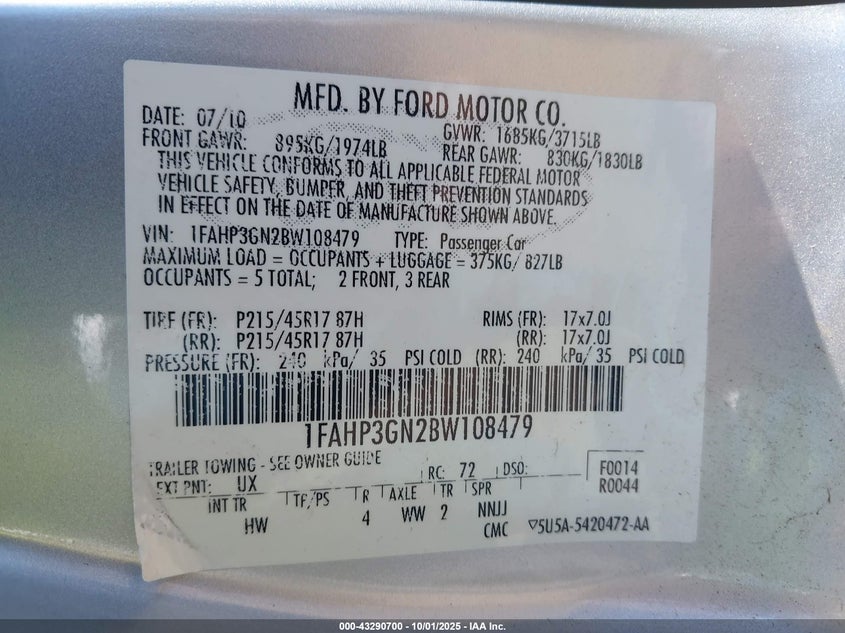 MFD. BY FORD MOTOR CO.
DATE: 07/10 GVWR: 1685KG/3715LB
FRONT GAWR: 895KG/1974LB REAR GAWR: 830KG/1830LB
THIS VEHICLE CONFORMS TO ALL APPLICABLE FEDERAL MOTOR
VEHICLE SAFETY, BUMPER, AND THEFT PREVENTION STANDARDS
IN EFFECT ON THE DATE OF MANUFACTURE SHOWN ABOVE.
VIN: 1FAHP3GN2BW108479 TYPE: Passenger Car
MAXIMUM LOAD = OCCUPANTS + LUGGAGE = 375KG/ 827LB
OCCUPANTS = 5 TOTAL; 2 FRONT, 3 REAR
TIRE (FR): P215/45R17 87H RIMS (FR): 17x7.0J
(RR): P215/45R17 87H (RR): 17x7.0J
PRESSURE (FR): 240 kPa/ 35 PSI COLD (RR): 240 kPa/ 35 PSI COLD
1FAHP3GN2BW108479
TRAILER TOWING - SEE OWNER GUIDE
RC: 72 DSO: F0014
EXT PNT: UX R0044
INT TR TP/PS R AXLE TR SPR
HW 4 WW 2 NNJJ
CMC ▽5U5A-5420472-AA
000-43290700 - 10/01/2025 - IAA Inc.